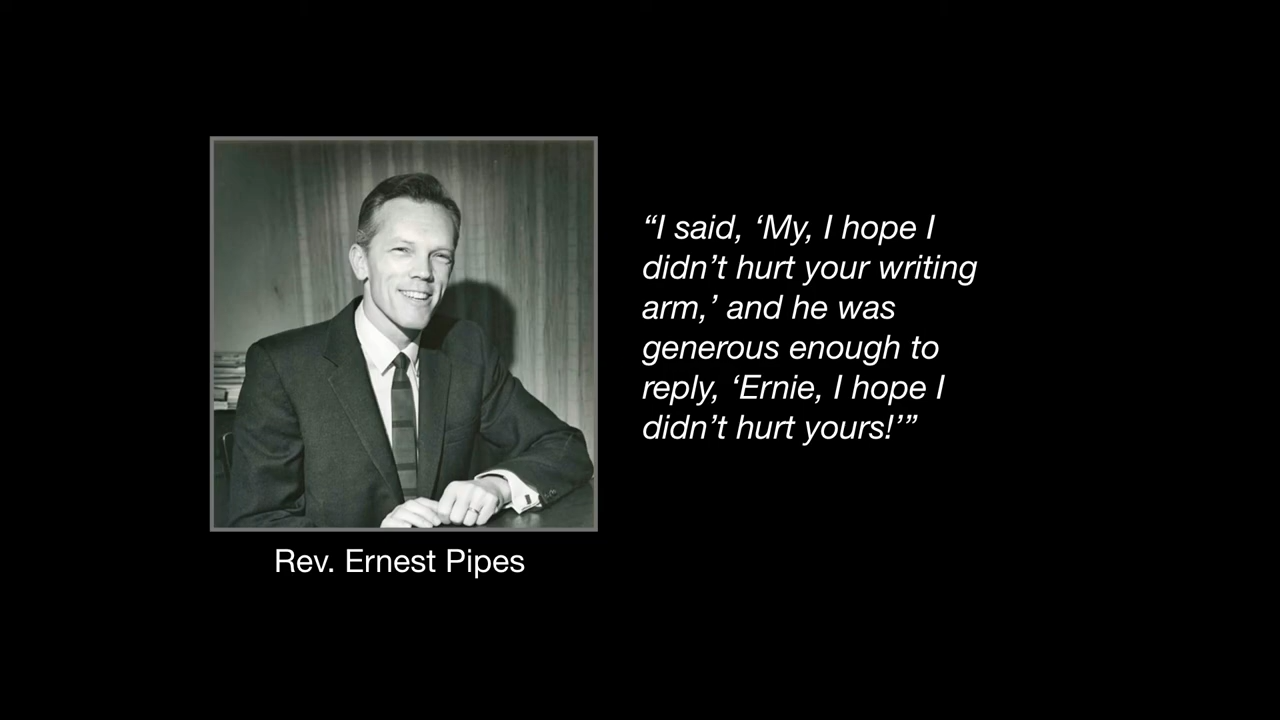 “I said, ‘My, I hope I
didn’t hurt your writing
arm,’ and he was
generous enough to
reply, ‘Ernie, I hope I
didn’t hurt yours!’”
Rev. Ernest Pipes